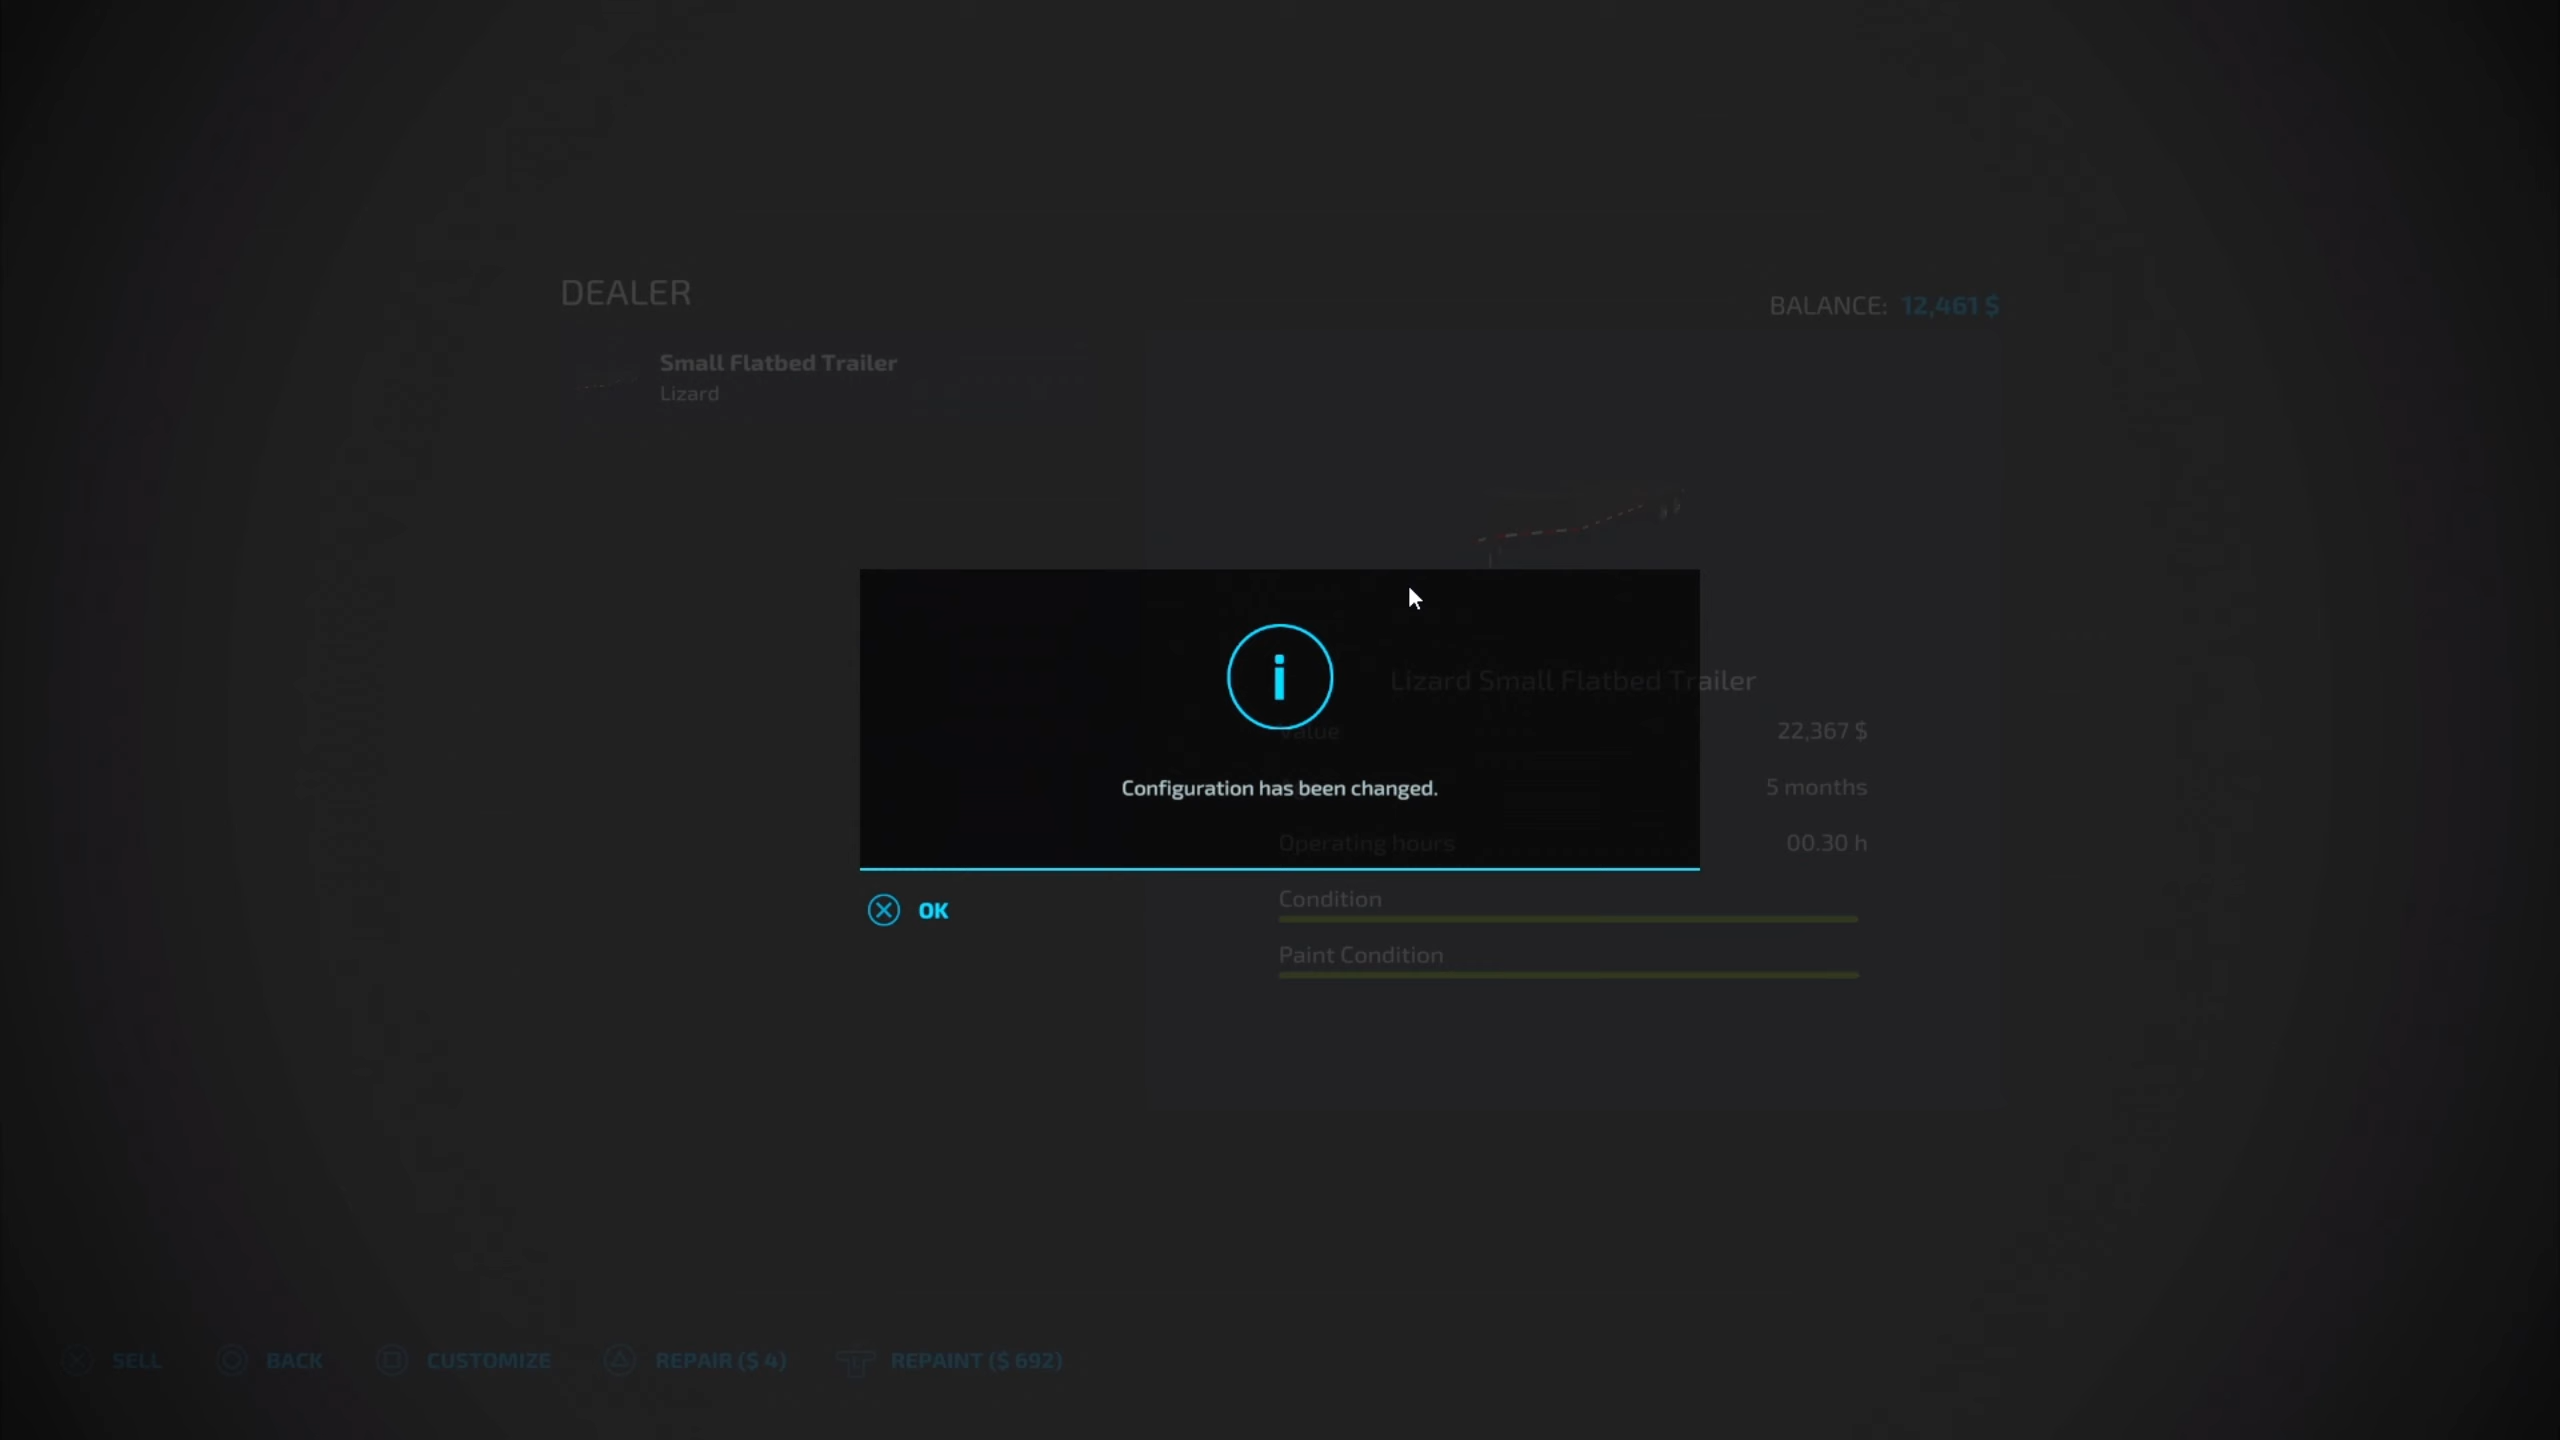 DEALER
BALANCE: 12,461 $
Small Flatbed Trailer
Lizard
Lizard Small Flatbed Trailer
Value 22,367 $
5 months
Configuration has been changed.
Operating hours 00.30 h
OK
Condition
Paint Condition
SELL BACK CUSTOMIZE REPAIR ($ 4) REPAINT ($ 692)